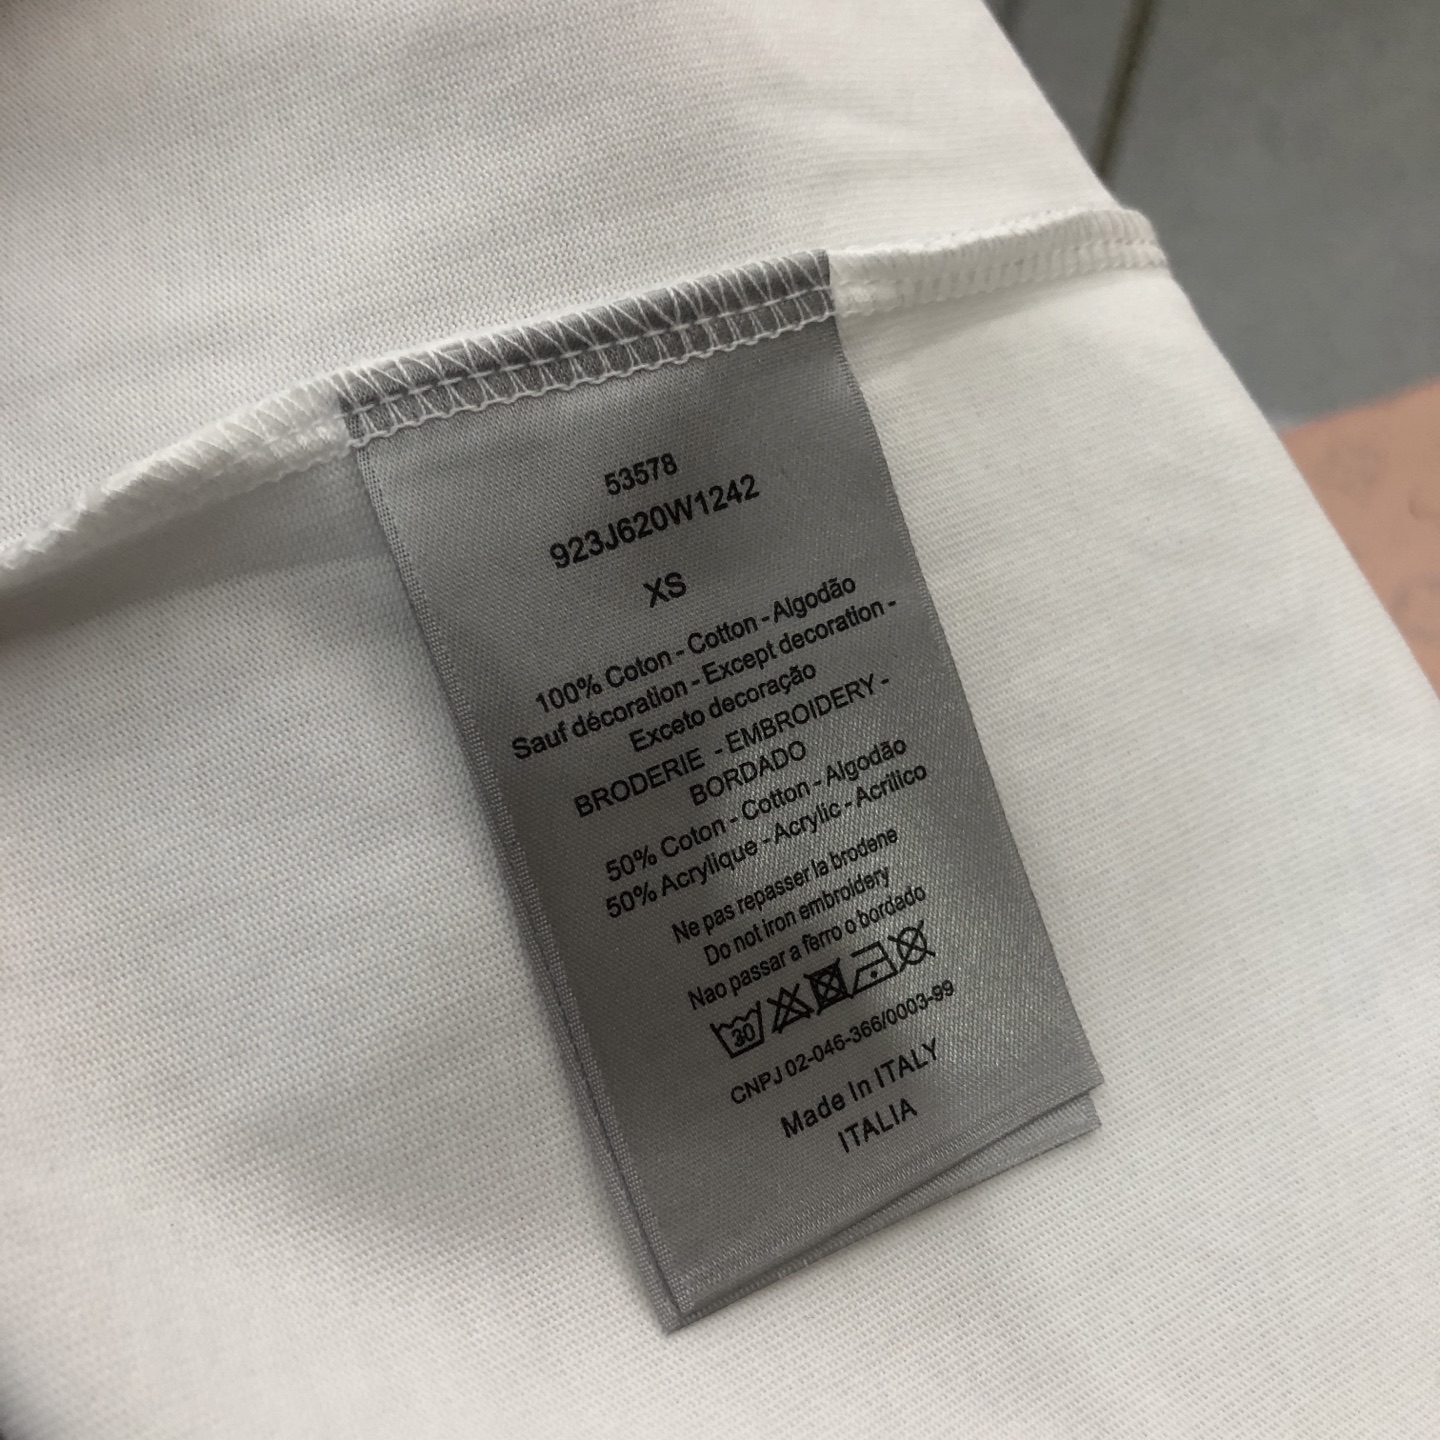 53578
923J620W1242
XS
100% Coton - Cotton - Algodão
Sauf décoration - Except decoration -
Exceto decoração
BRODERIE - EMBROIDERY -
BORDADO
50% Coton - Cotton - Algodão
50% Acrylique - Acrylic - Acrílico
Ne pas repasser la broderie
Do not iron embroidery
Nao passar a ferro o bordado
30
CNPJ 02-046-366/0003-99
Made In ITALY
ITALIA